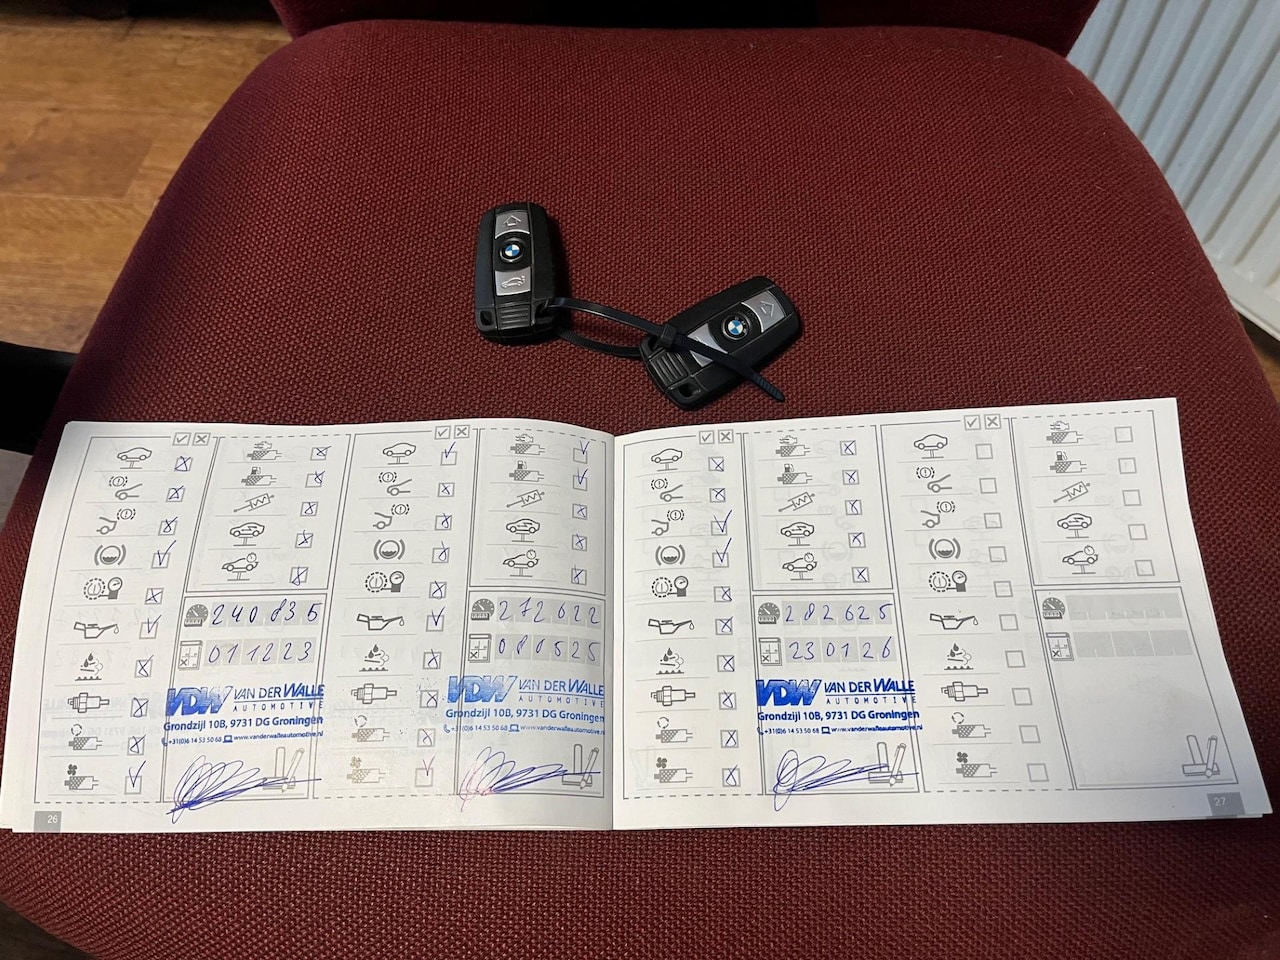 240836
011223
VDW VAN DER WALLE
AUTOMOTIVE
Grondzijl 10B, 9731 DG Groningen
+31(0)6 14 53 50 68 www.vanderwalleautomotive.nl
26
272622
080525
VDW VAN DER WALLE
AUTOMOTIVE
Grondzijl 10B, 9731 DG Groningen
+31(0)6 14 53 50 68 www.vanderwalleautomotive.nl
282625
230126
VDW VAN DER WALLE
AUTOMOTIVE
Grondzijl 10B, 9731 DG Groningen
+31(0)6 14 53 50 68 www.vanderwalleautomotive.nl
27